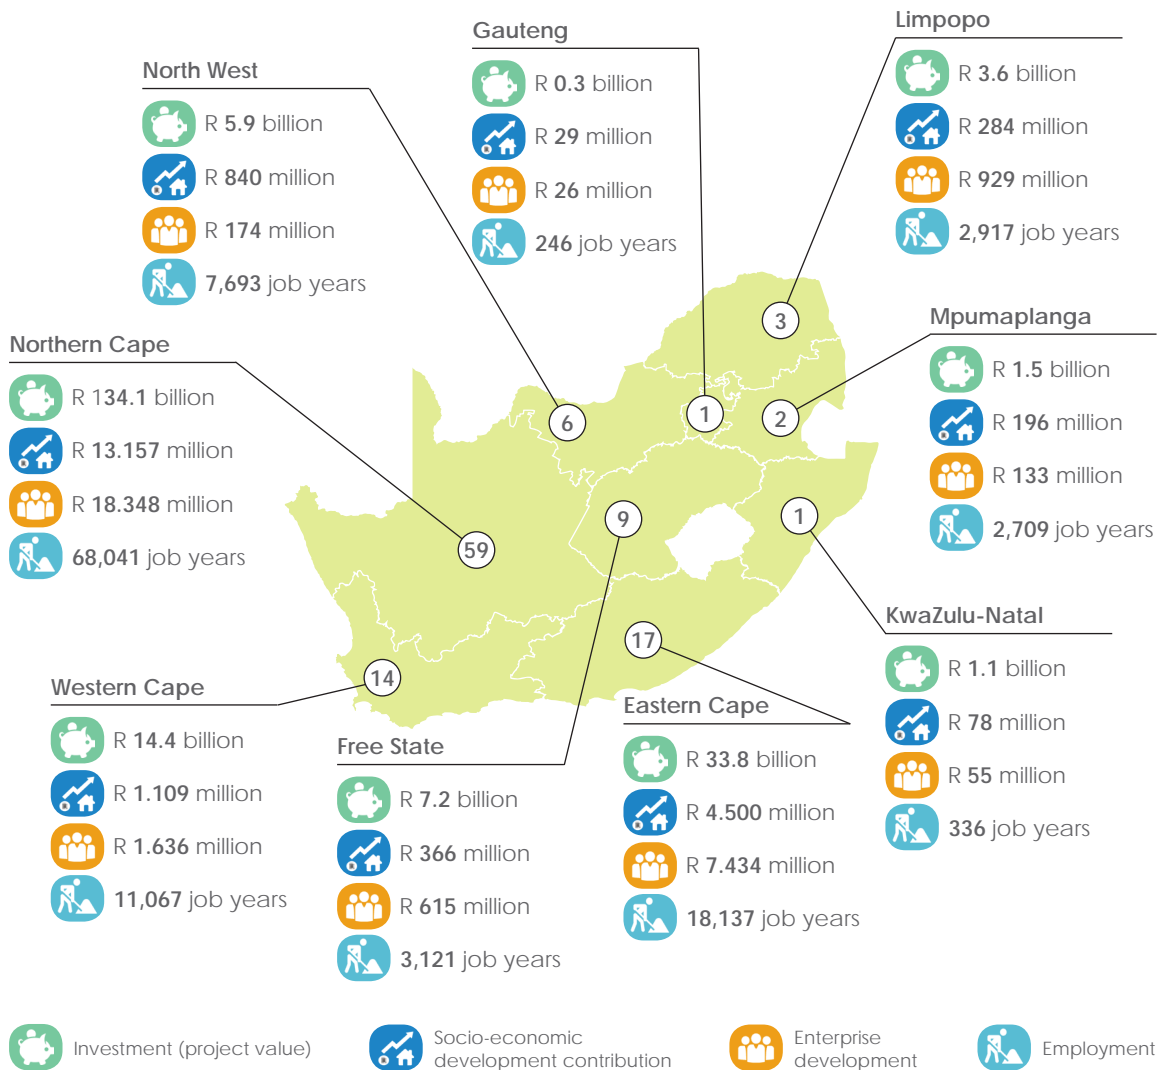 Gauteng
R 0.3 billion
R 29 million
R 26 million
246 job years
Limpopo
R 3.6 billion
R 284 million
R 929 million
2,917 job years
North West
R 5.9 billion
R 840 million
R 174 million
7,693 job years
Mpumaplanga
R 1.5 billion
R 196 million
R 133 million
2,709 job years
Northern Cape
R 134.1 billion
R 13.157 million
R 18.348 million
68,041 job years
3
6
1
2
9
1
59
17
14
KwaZulu-Natal
R 1.1 billion
R 78 million
R 55 million
336 job years
Western Cape
R 14.4 billion
R 1.109 million
R 1.636 million
11,067 job years
Free State
R 7.2 billion
R 366 million
R 615 million
3,121 job years
Eastern Cape
R 33.8 billion
R 4.500 million
R 7.434 million
18,137 job years
Investment (project value)
Socio-economic
development contribution
Enterprise
development
Employment